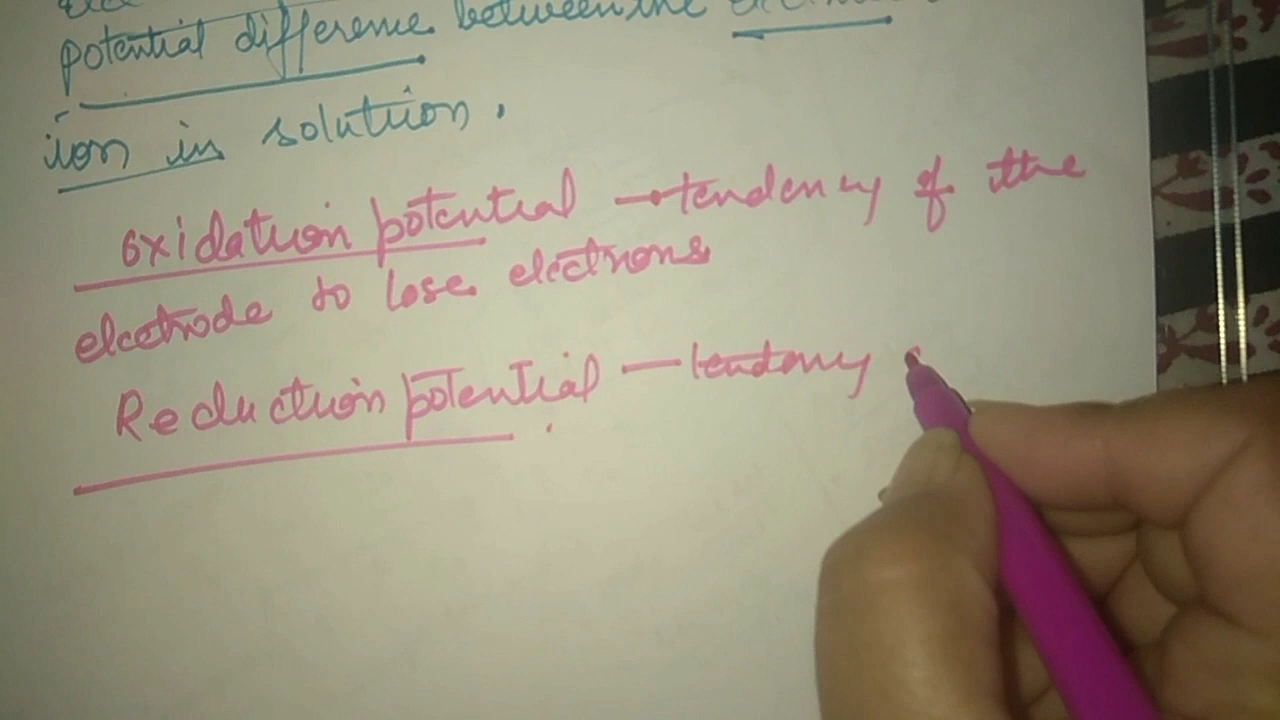 potential difference between the
ion in solution.
Oxidation potential → tendency of the
electrode to lose electrons
Reduction potential — tendency